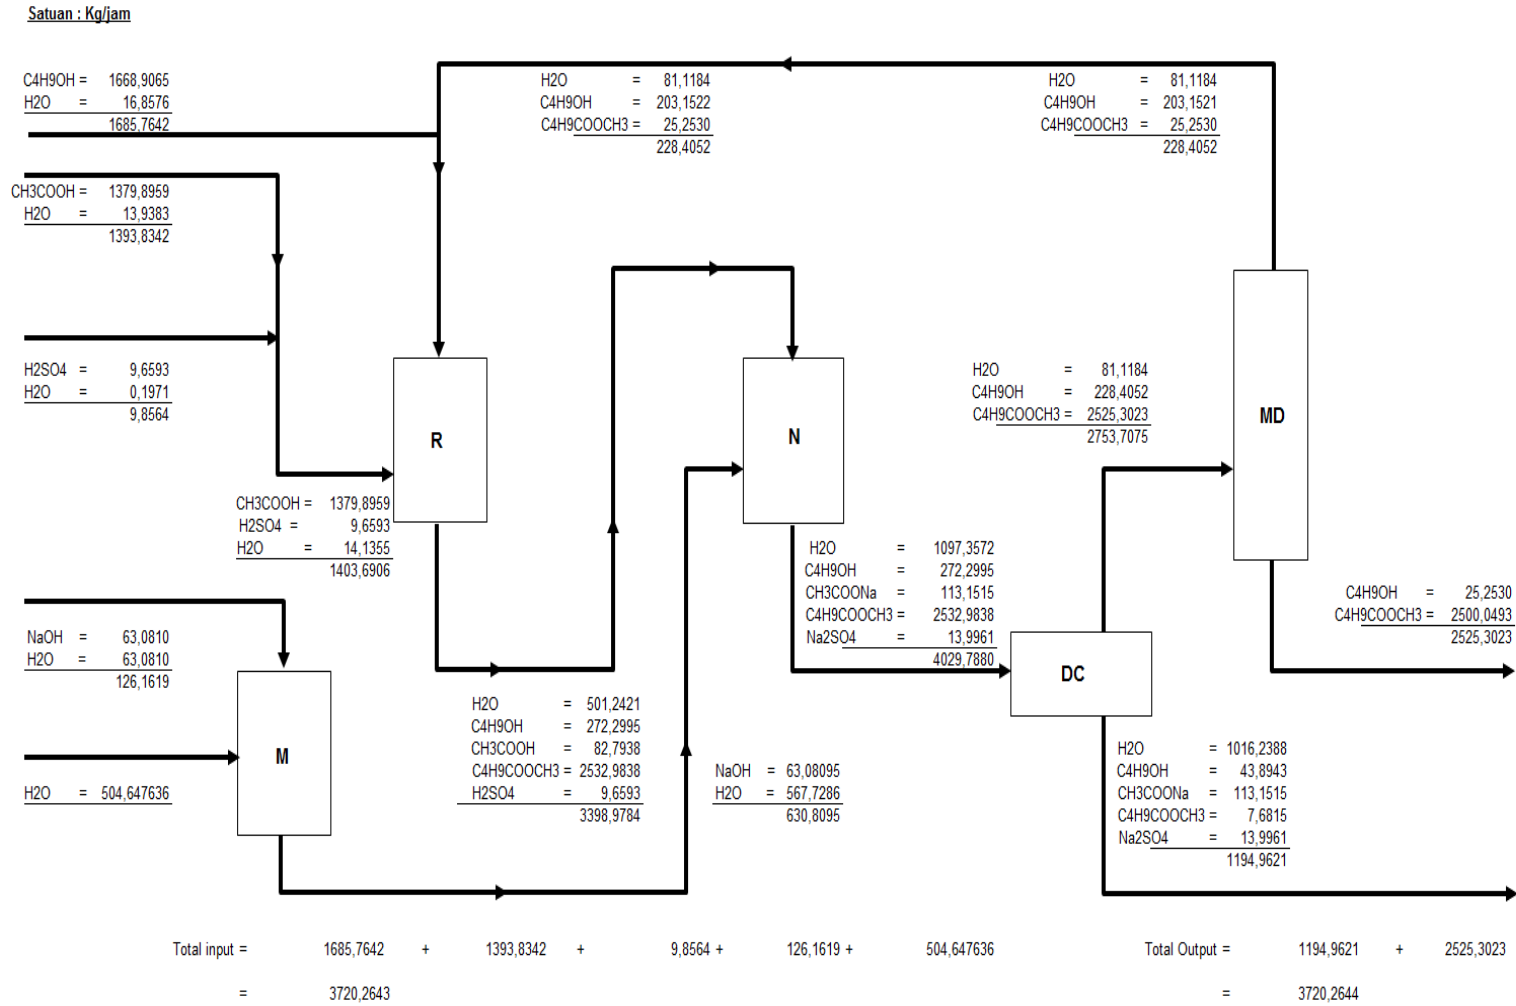 Satuan : Kg/jam
C4H9OH = 1668,9065
H2O = 16,8576
1685,7642
H2O = 81,1184
C4H9OH = 203,1522
C4H9COOCH3 = 25,2530
228,4052
H2O = 81,1184
C4H9OH = 203,1521
C4H9COOCH3 = 25,2530
228,4052
CH3COOH = 1379,8959
H2O = 13,9383
1393,8342
H2SO4 = 9,6593
H2O = 0,1971
9,8564
R
N
H2O = 81,1184
C4H9OH = 228,4052
C4H9COOCH3 = 2525,3023
2753,7075
MD
CH3COOH = 1379,8959
H2SO4 = 9,6593
H2O = 14,1355
1403,6906
H2O = 1097,3572
C4H9OH = 272,2995
CH3COONa = 113,1515
C4H9COOCH3 = 2532,9838
Na2SO4 = 13,9961
4029,7880
C4H9OH = 25,2530
C4H9COOCH3 = 2500,0493
2525,3023
NaOH = 63,0810
H2O = 63,0810
126,1619
DC
M
H2O = 504,647636
H2O = 501,2421
C4H9OH = 272,2995
CH3COOH = 82,7938
C4H9COOCH3 = 2532,9838
H2SO4 = 9,6593
3398,9784
NaOH = 63,08095
H2O = 567,7286
630,8095
H2O = 1016,2388
C4H9OH = 43,8943
CH3COONa = 113,1515
C4H9COOCH3 = 7,6815
Na2SO4 = 13,9961
1194,9621
Total input = 1685,7642 + 1393,8342 + 9,8564 + 126,1619 + 504,647636
= 3720,2643
Total Output = 1194,9621 + 2525,3023
= 3720,2644